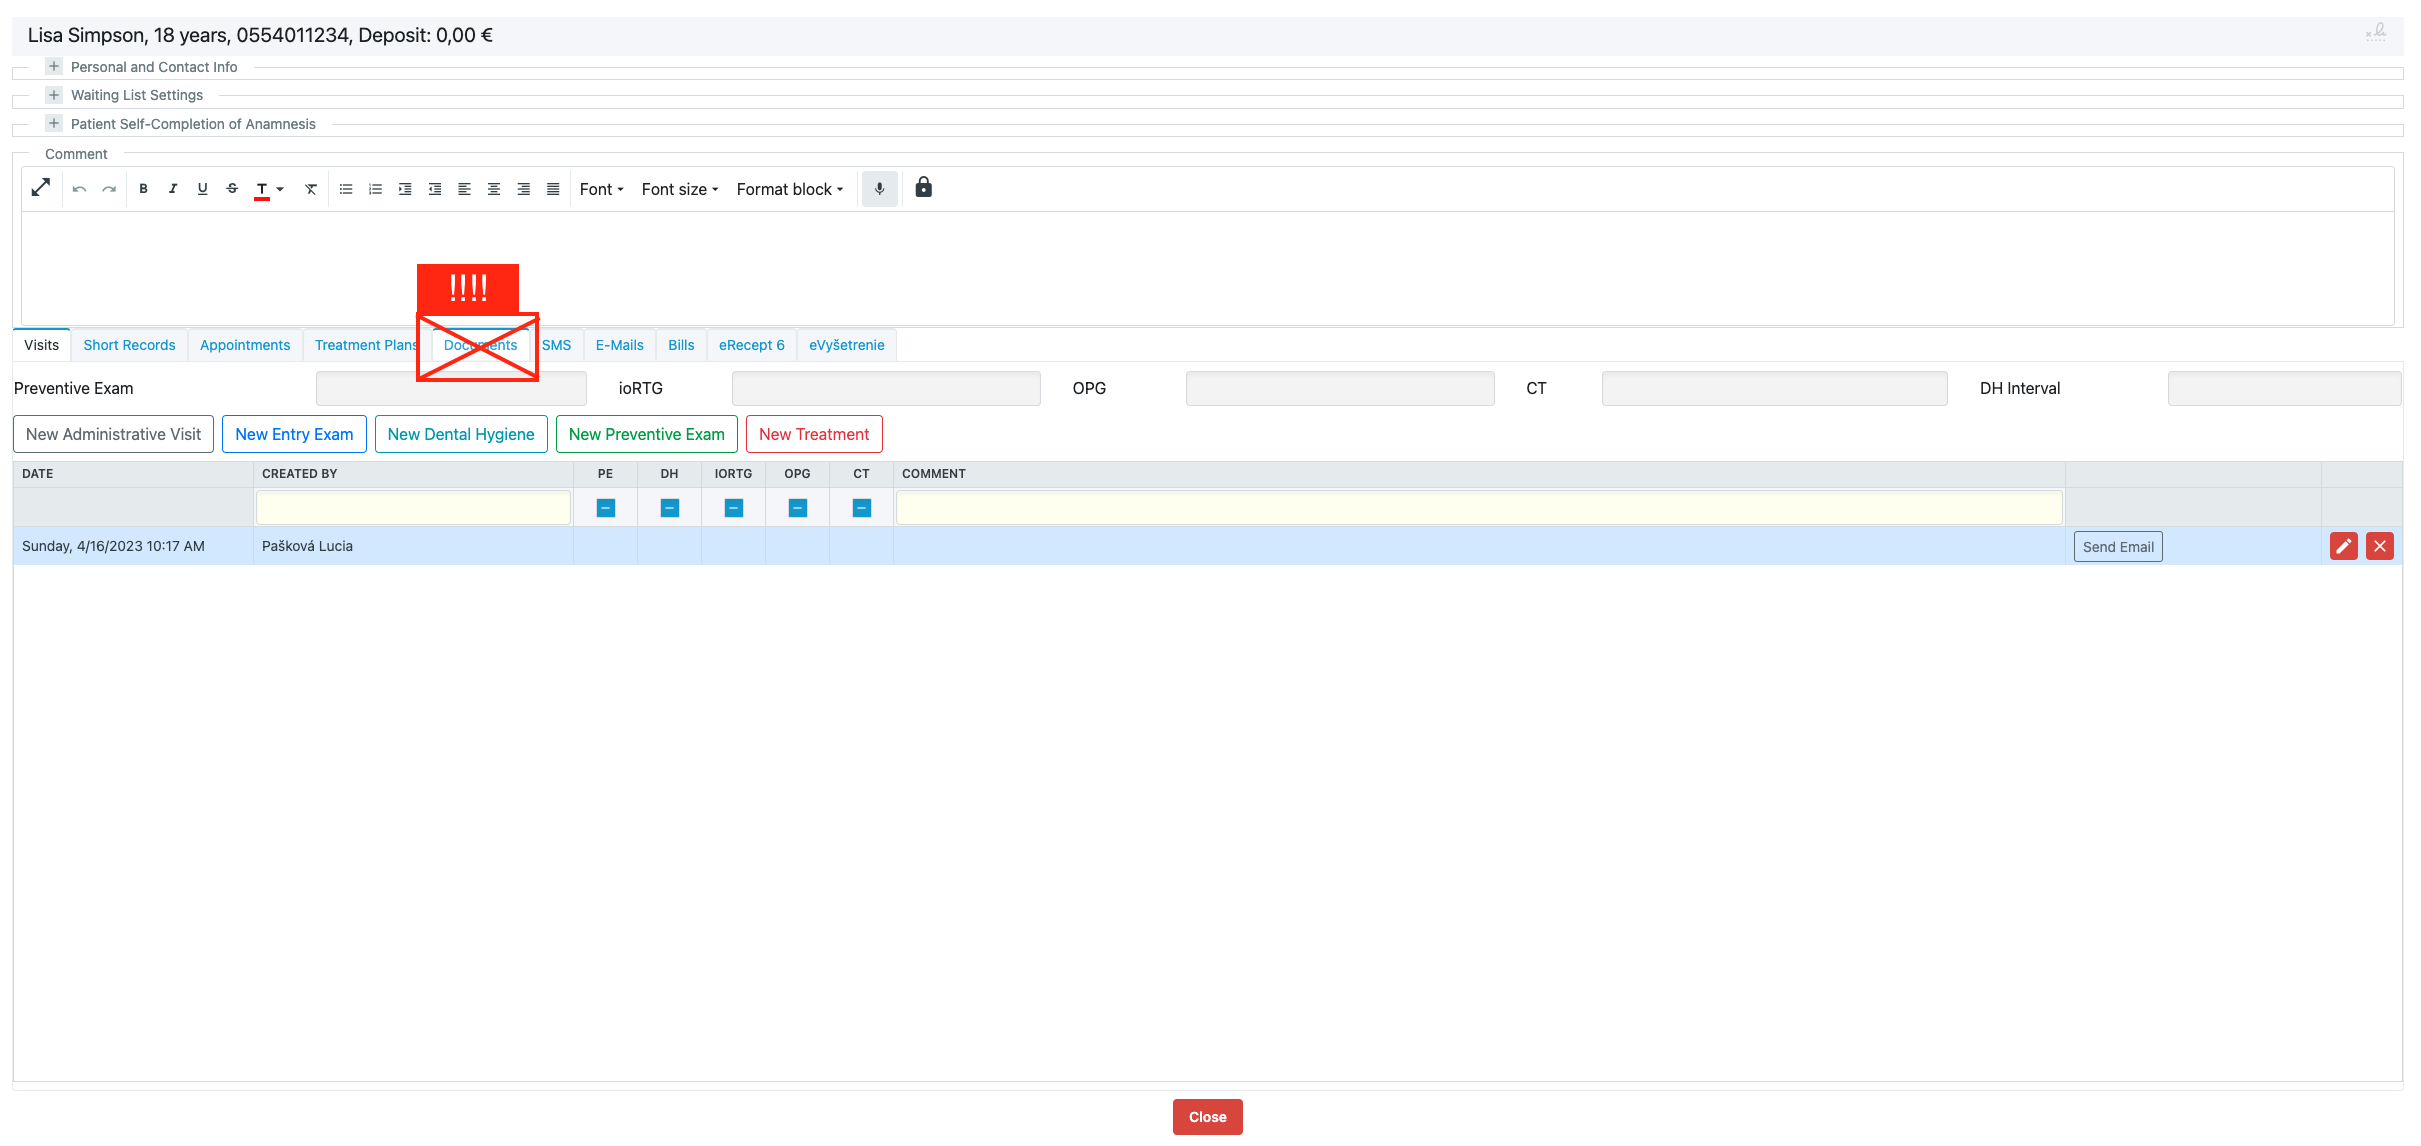 Lisa Simpson, 18 years, 0554011234, Deposit: 0,00 €
Personal and Contact Info
Waiting List Settings
Patient Self-Completion of Anamnesis
Comment
B I U S T Font Font size Format block
!!!!
Visits Short Records Appointments Treatment Plans Documents SMS E-Mails Bills eRecept 6 eVyšetrenie
Preventive Exam ioRTG OPG CT DH Interval
New Administrative Visit New Entry Exam New Dental Hygiene New Preventive Exam New Treatment
DATE CREATED BY PE DH IORTG OPG CT COMMENT
Sunday, 4/16/2023 10:17 AM Pašková Lucia Send Email
Close